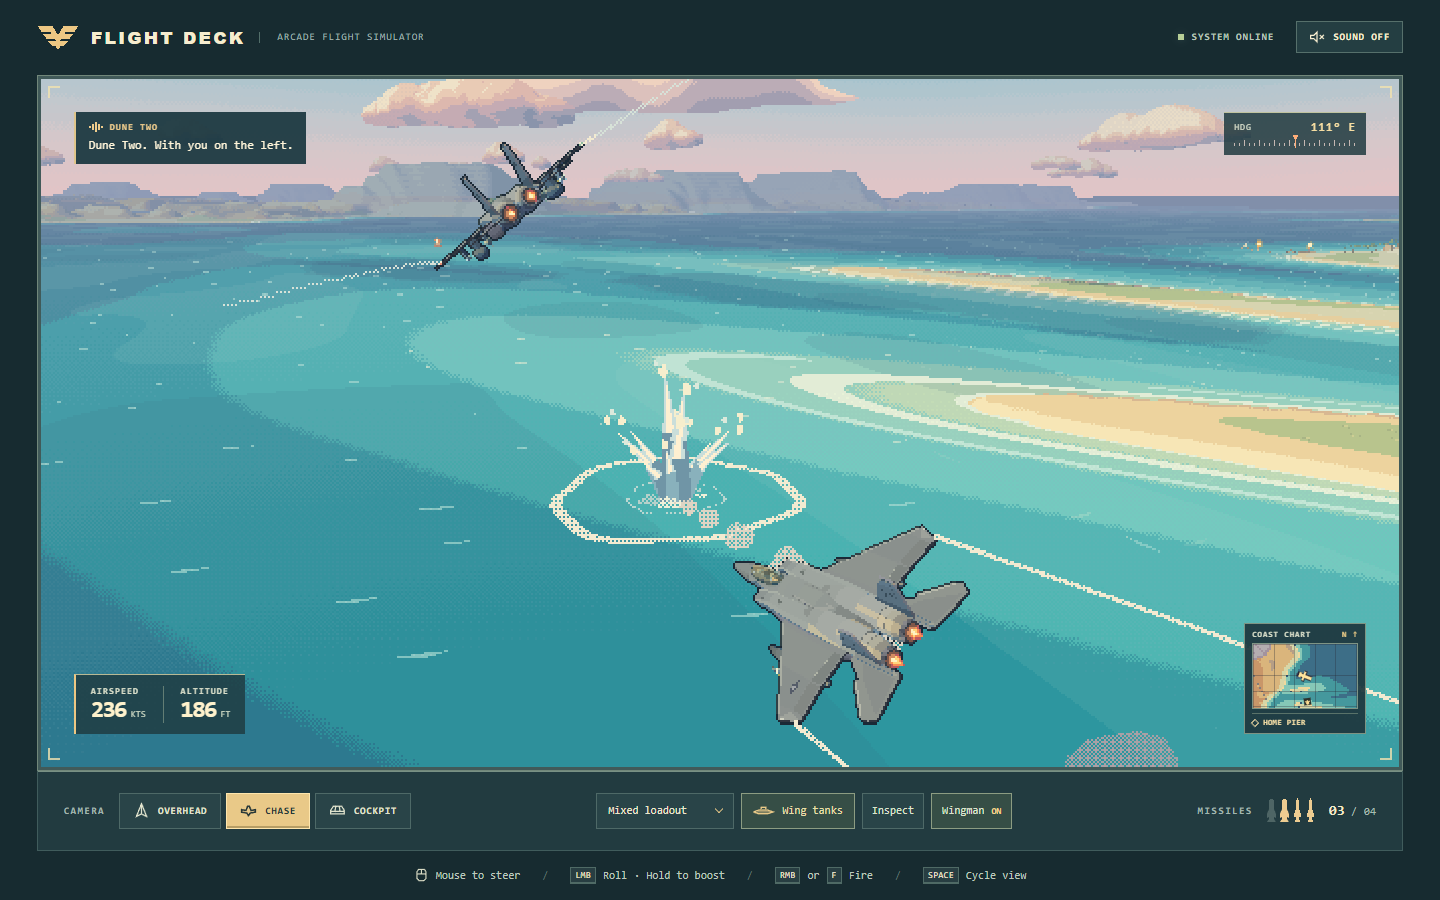 FLIGHT DECK
ARCADE FLIGHT SIMULATOR
SYSTEM ONLINE
SOUND OFF
DUNE TWO
Dune Two. With you on the left.
HDG 111° E
AIRSPEED
236 KTS
ALTITUDE
186 FT
COAST CHART N ↑
HOME PIER
CAMERA
OVERHEAD
CHASE
COCKPIT
Mixed loadout
Wing tanks
Inspect
Wingman ON
MISSILES
03 / 04
Mouse to steer / LMB Roll · Hold to boost / RMB or F Fire / SPACE Cycle view